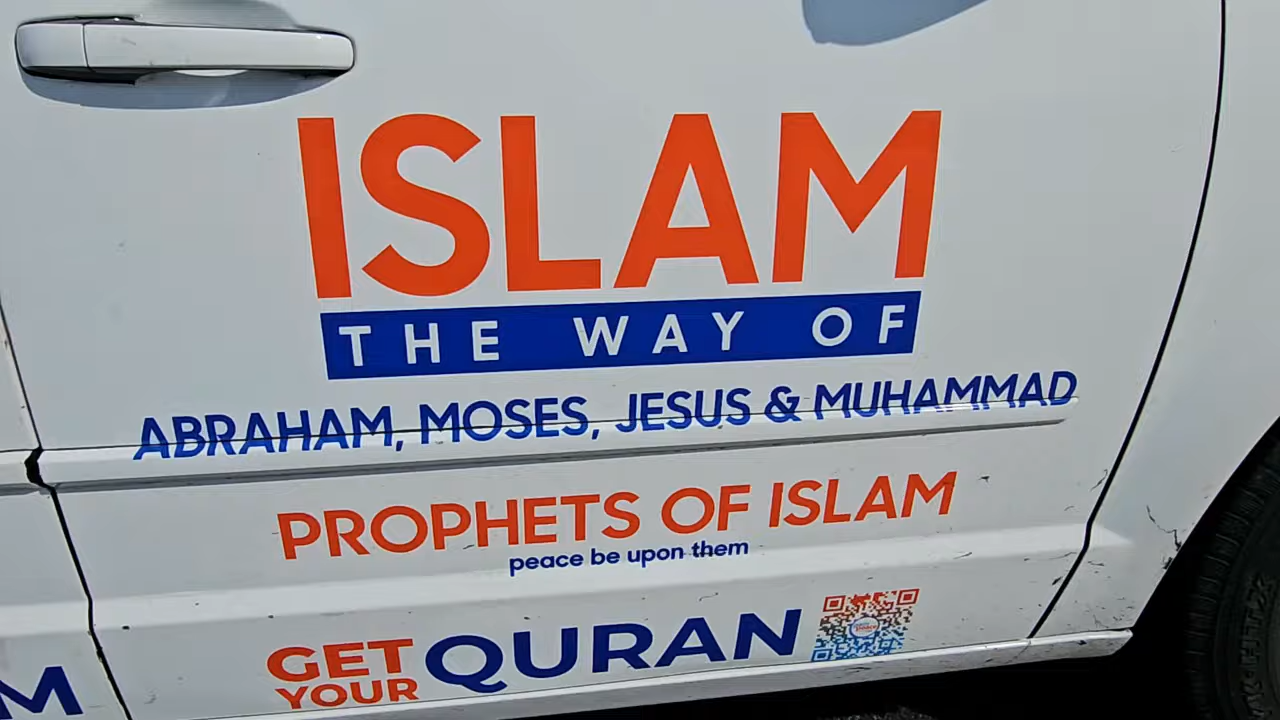 ISLAM
THE WAY OF
ABRAHAM, MOSES, JESUS & MUHAMMAD
PROPHETS OF ISLAM
peace be upon them
GET YOUR QURAN
M